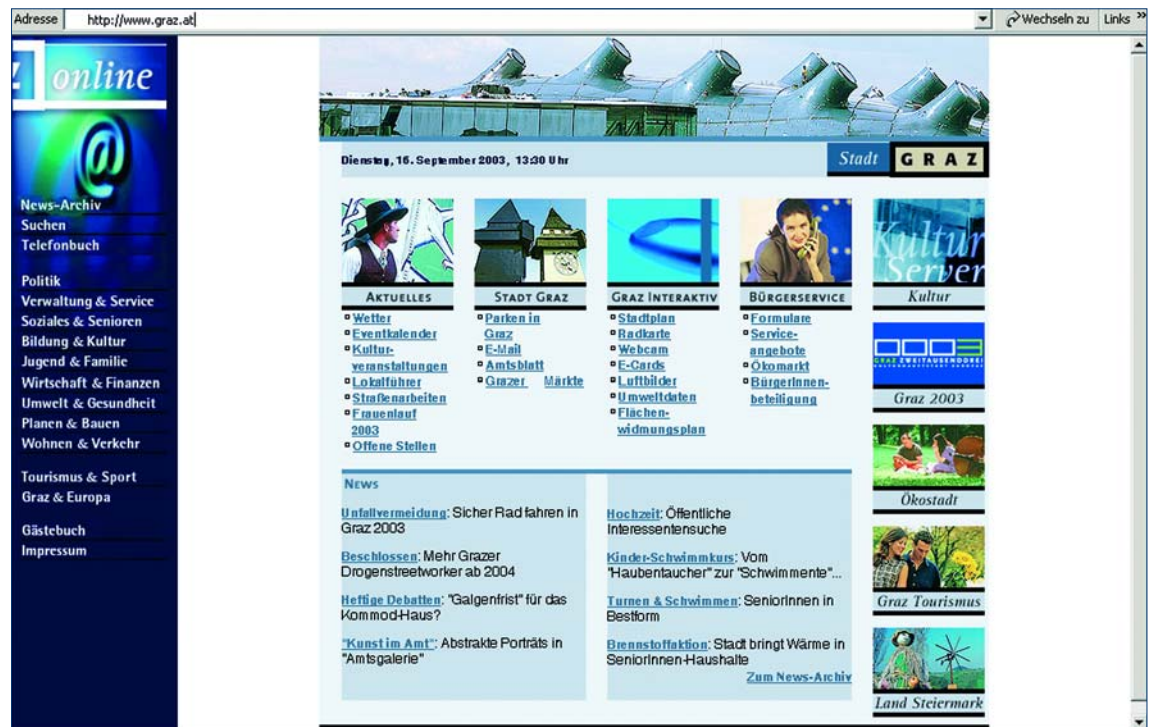 Adresse http://www.graz.at Wechseln zu Links »
online
@
News-Archiv
Suchen
Telefonbuch
Politik
Verwaltung & Service
Soziales & Senioren
Bildung & Kultur
Jugend & Familie
Wirtschaft & Finanzen
Umwelt & Gesundheit
Planen & Bauen
Wohnen & Verkehr
Tourismus & Sport
Graz & Europa
Gästebuch
Impressum
Dienstag, 16. September 2003, 13:30 Uhr
Stadt GRAZ
AKTUELLES
Wetter
Eventkalender
Kultur-
veranstaltungen
Lokalführer
Straßenarbeiten
Frauenlauf
2003
Offene Stellen
STADT GRAZ
Parken in
Graz
E-Mail
Amtsblatt
Grazer Märkte
GRAZ INTERAKTIV
Stadtplan
Radkarte
Webcam
E-Cards
Luftbilder
Umweltdaten
Flächen-
widmungsplan
BÜRGERSERVICE
Formulare
Service-
angebote
Ökomarkt
BürgerInnen-
beteiligung
Kultur
Server
Kultur
0003
GRAZ ZWEITAUSENDDREI
Graz 2003
Ökostadt
Graz Tourismus
Land Steiermark
NEWS
Unfallvermeidung: Sicher Rad fahren in
Graz 2003
Beschlossen: Mehr Grazer
Drogenstreetworker ab 2004
Heftige Debatten: "Galgenfrist" für das
Kommod-Haus?
"Kunst im Amt": Abstrakte Porträts in
"Amtsgalerie"
Hochzeit: Öffentliche
Interessentensuche
Kinder-Schwimmkurs: Vom
"Haubentaucher" zur "Schwimmente"...
Turnen & Schwimmen: SeniorInnen in
Bestform
Brennstoffaktion: Stadt bringt Wärme in
SeniorInnen-Haushalte
Zum News-Archiv